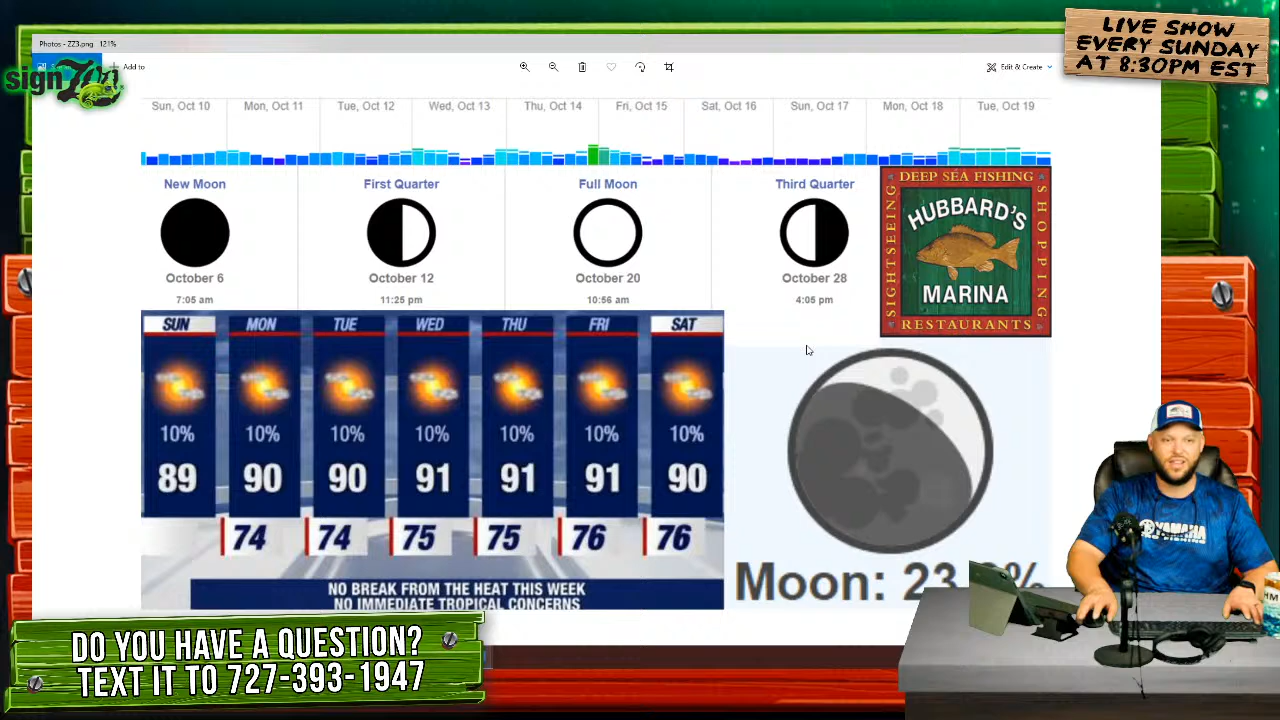 LIVE SHOW
EVERY SUNDAY
AT 8:30PM EST
Photos - ZZ3.png 121%
Add to
Edit & Create
sign Zoo
Sun, Oct 10 Mon, Oct 11 Tue, Oct 12 Wed, Oct 13 Thu, Oct 14 Fri, Oct 15 Sat, Oct 16 Sun, Oct 17 Mon, Oct 18 Tue, Oct 19
New Moon First Quarter Full Moon Third Quarter
October 6 October 12 October 20 October 28
7:05 am 11:25 pm 10:56 am 4:05 pm
DEEP SEA FISHING
SIGHTSEEING
HUBBARD'S
MARINA
SHOPPING
RESTAURANTS
SUN MON TUE WED THU FRI SAT
10% 10% 10% 10% 10% 10% 10%
89 90 90 91 91 91 90
74 74 75 75 76 76
NO BREAK FROM THE HEAT THIS WEEK
NO IMMEDIATE TROPICAL CONCERNS
Moon: 23
YAMAHA
HM
DO YOU HAVE A QUESTION?
TEXT IT TO 727-393-1947